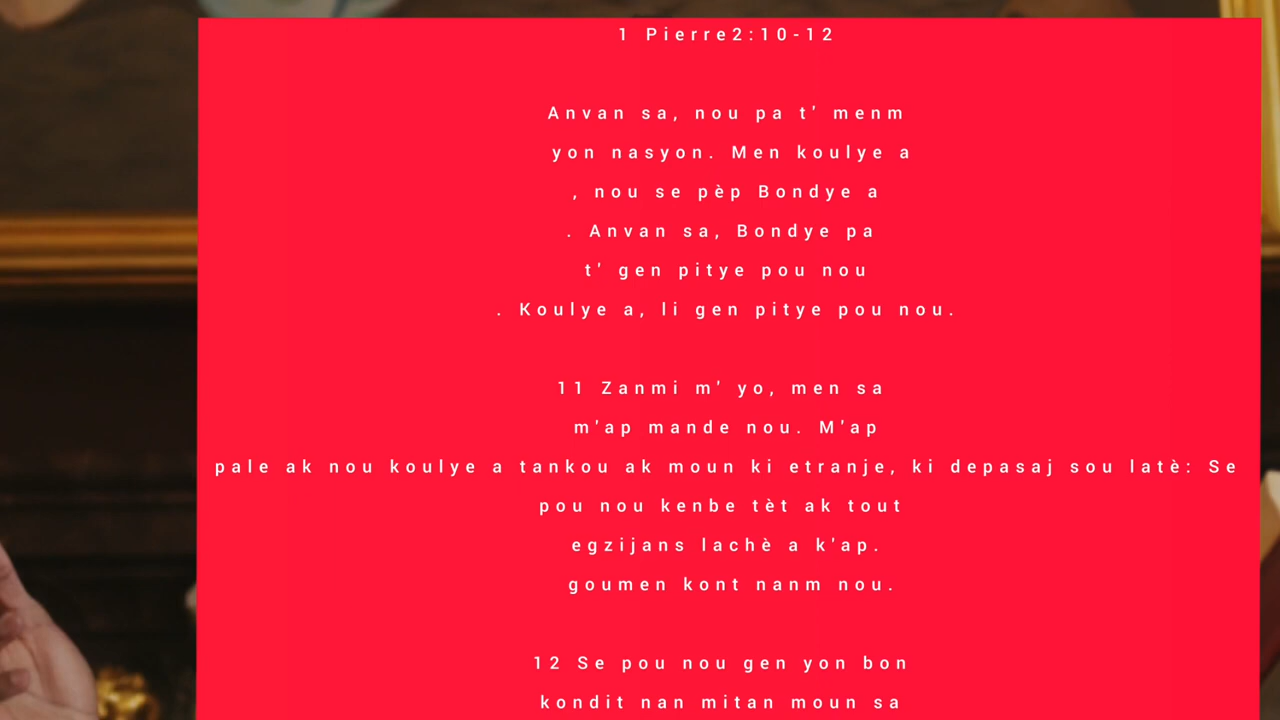 1 Pierre2:10-12
Anvan sa, nou pa t' menm
yon nasyon. Men koulye a
, nou se pèp Bondye a
. Anvan sa, Bondye pa
t' gen pitye pou nou
. Koulye a, li gen pitye pou nou.
11 Zanmi m' yo, men sa
m'ap mande nou. M'ap
pale ak nou koulye a tankou ak moun ki etranje, ki depasaj sou latè: Se
pou nou kenbe tèt ak tout
egzijans lachè a k'ap.
goumen kont nanm nou.
12 Se pou nou gen yon bon
kondit nan mitan moun sa